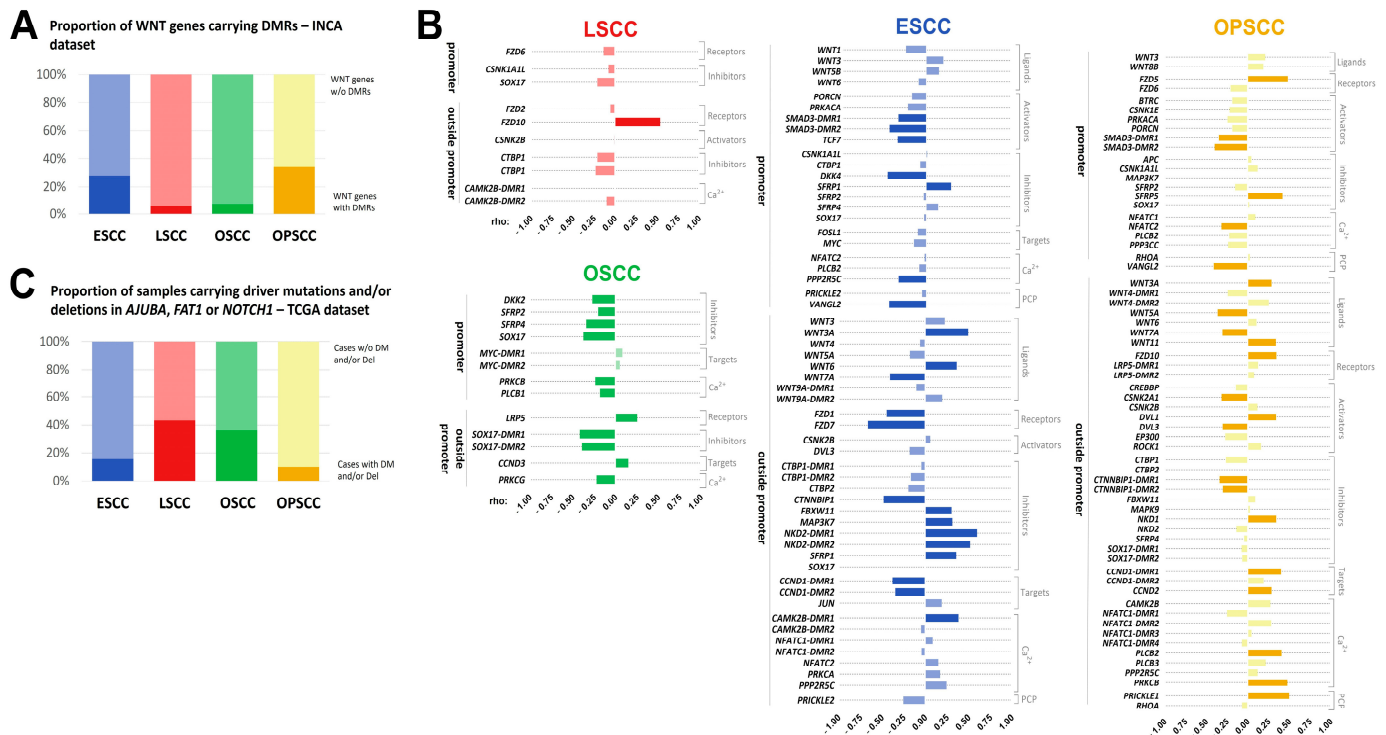 A
Proportion of WNT genes carrying DMRs – INCA
dataset
100%
80%
60%
40%
20%
0%
WNT genes
w/o DMRs
WNT genes
with DMRs
ESCC
LSCC
OSCC
OPSCC
C
Proportion of samples carrying driver mutations and/or
deletions in AJUBA, FAT1 or NOTCH1 – TCGA dataset
100%
80%
60%
40%
20%
0%
Cases w/o DM
and/or Del
Cases with DM
and/or Del
ESCC
LSCC
OSCC
OPSCC
B
LSCC
promoter
FZD6
Receptors
CSNK1A1L
SOX17
Inhibitors
outside promoter
FZD2
FZD10
Receptors
CSNK2B
Activators
CTBP1
CTBP1
Inhibitors
CAMK2B-DMR1
CAMK2B-DMR2
Ca2+
rho:
- 1.00
- 0.75
- 0.50
- 0.25
0.00
0.25
0.50
0.75
1.00
OSCC
promoter
DKK2
SFRP2
SFRP4
SOX17
Inhibitors
MYC-DMR1
MYC-DMR2
Targets
PRKCB
PLCB1
Ca2+
outside
promoter
LRP5
Receptors
SOX17-DMR1
SOX17-DMR2
Inhibitors
CCND3
Targets
PRKCG
Ca2+
rho:
- 1.00
- 0.75
- 0.50
- 0.25
0.00
0.25
0.50
0.75
1.00
ESCC
promoter
WNT1
WNT3
WNT5B
WNT6
Ligands
PORCN
PRKACA
SMAD3-DMR1
SMAD3-DMR2
TCF7
Activators
CSNK1A1L
CTBP1
DKK4
SFRP1
SFRP2
SFRP4
SOX17
Inhibitors
FOSL1
MYC
Targets
NFATC2
PLCB2
PPP2R5C
Ca2+
PRICKLE2
VANGL2
PCP
outside promoter
WNT3
WNT3A
WNT4
WNT5A
WNT6
WNT7A
WNT9A-DMR1
WNT9A-DMR2
Ligands
FZD1
FZD7
Receptors
CSNK2B
DVL3
Activators
CTBP1-DMR1
CTBP1-DMR2
CTBP2
CTNNBIP1
FBXW11
MAP3K7
NKD2-DMR1
NKD2-DMR2
SFRP1
SOX17
Inhibitors
CCND1-DMR1
CCND1-DMR2
JUN
Targets
CAMK2B-DMR1
CAMK2B-DMR2
NFATC1-DMR1
NFATC1-DMR2
NFATC2
PRKCA
PPP2R5C
Ca2+
PRICKLE2
PCP
- 1.00
- 0.75
- 0.50
- 0.25
0.00
0.25
0.50
0.75
1.00
OPSCC
promoter
WNT3
WNT8B
Ligands
FZD5
FZD6
Receptors
BTRC
CSNK1E
PRKACA
PORCN
SMAD3-DMR1
SMAD3-DMR2
Activators
APC
CSNK1A1L
MAP3K7
SFRP2
SFRP5
SOX17
Inhibitors
NFATC1
NFATC2
PLCB2
PPP3CC
Ca2+
RHOA
VANGL2
PCP
outside promoter
WNT3A
WNT4-DMR1
WNT4-DMR2
WNT5A
WNT6
WNT7A
WNT11
Ligands
FZD10
LRP5-DMR1
LRP5-DMR2
Receptors
CREBBP
CSNK2A1
CSNK2B
DVL1
DVL3
EP300
ROCK1
Activators
CTBP1
CTBP2
CTNNBIP1-DMR1
CTNNBIP1-DMR2
FBXW11
MAPK9
NKD1
NKD2
SFRP4
SOX17-DMR1
SOX17-DMR2
Inhibitors
CCND1-DMR1
CCND1-DMR2
CCND2
Targets
CAMK2B
NFATC1-DMR1
NFATC1-DMR2
NFATC1-DMR3
NFATC1-DMR4
PLCB2
PLCB3
PPP2R5C
PRKCB
Ca2+
PRICKLE1
RHOA
PCP
- 1.00
- 0.75
- 0.50
- 0.25
0.00
0.25
0.50
0.75
1.00